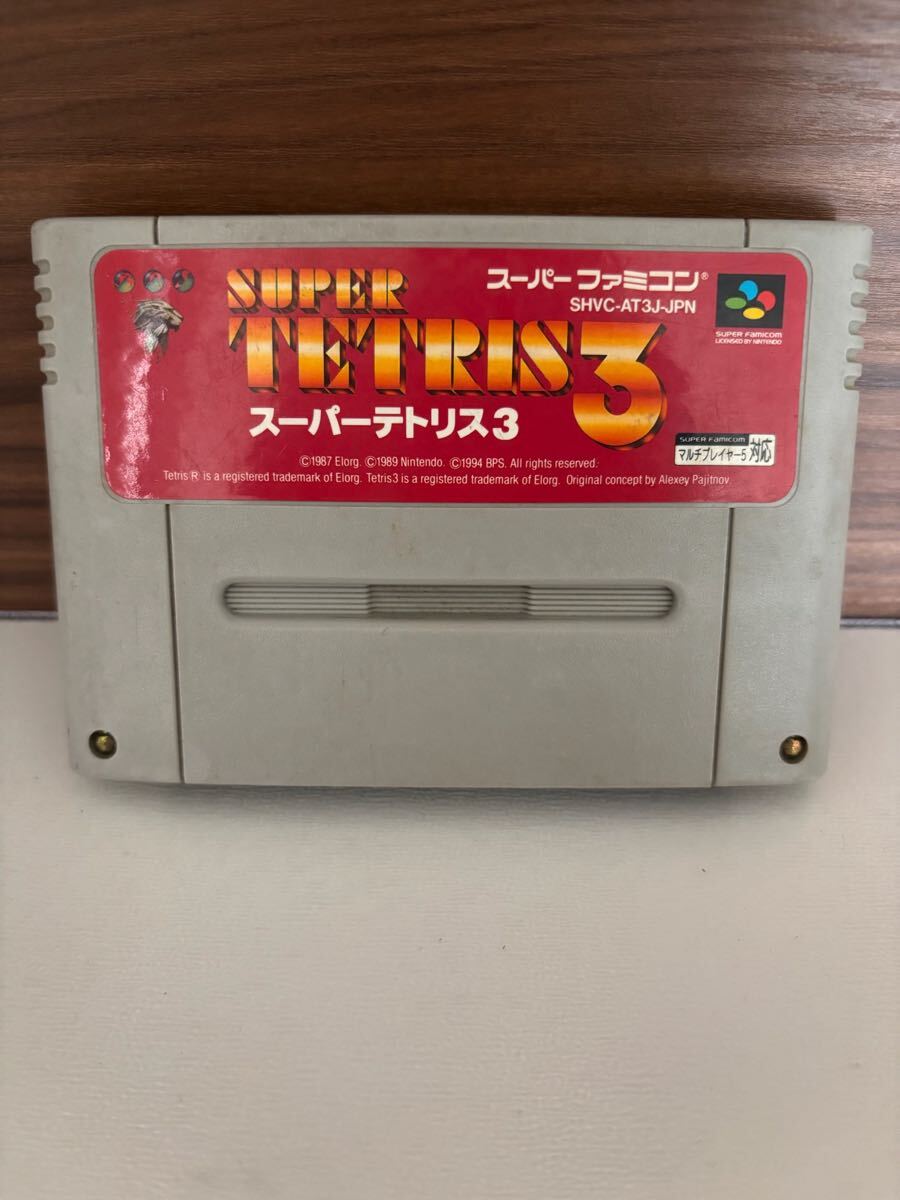 SUPER
TETRIS 3
スーパーテトリス3
スーパーファミコン®
SHVC-AT3J-JPN
SUPER FAMICOM
LICENSED BY NINTENDO
SUPER FAMICOM
マルチプレイヤー5 対応
©1987 Elorg. ©1989 Nintendo. ©1994 BPS. All rights reserved.
Tetris R is a registered trademark of Elorg. Tetris3 is a registered trademark of Elorg. Original concept by Alexey Pajitnov.